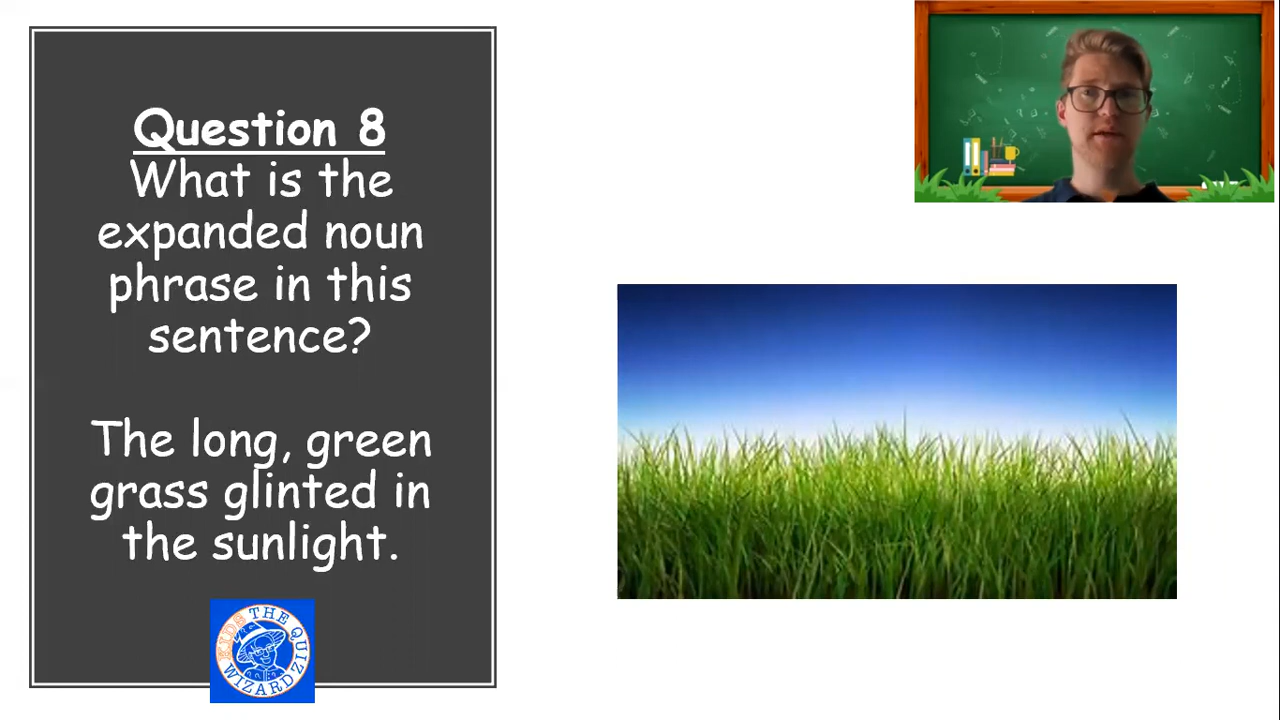 Question 8
What is the
expanded noun
phrase in this
sentence?
The long, green
grass glinted in
the sunlight.
KIDS THE QUIZ
WIZARDZ